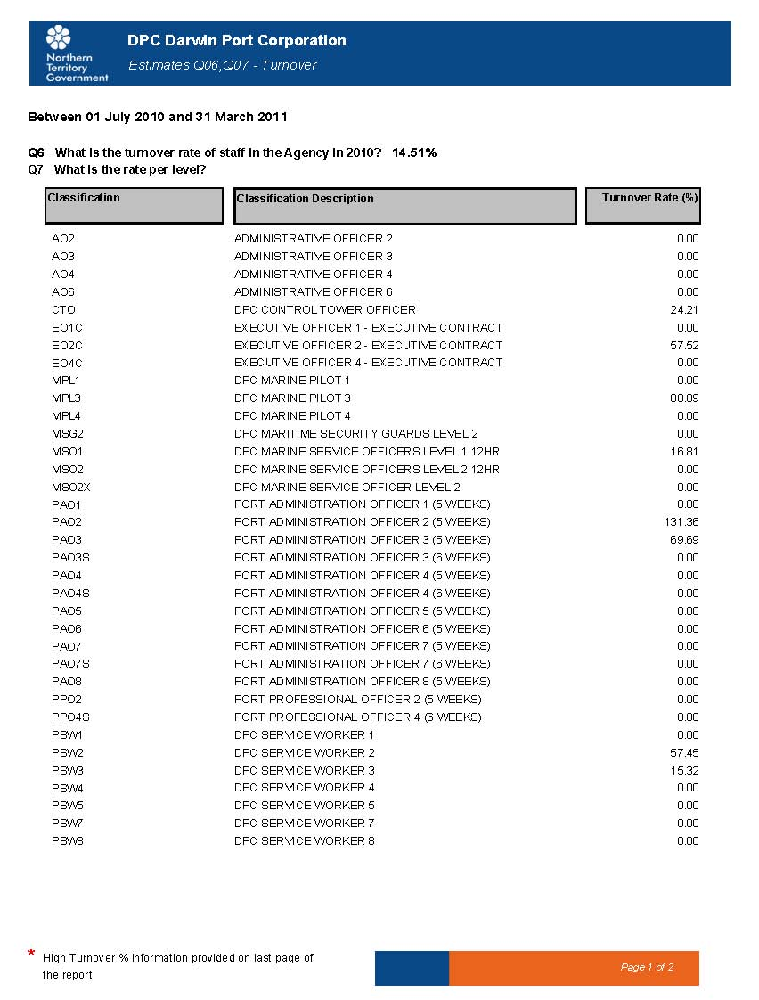 DPC Darwin Port Corporation
Estimates Q06,Q07 - Turnover
Northern
Territory
Government
Between 01 July 2010 and 31 March 2011
Q6 What is the turnover rate of staff in the Agency in 2010? 14.51%
Q7 What is the rate per level?
Classification Classification Description Turnover Rate (%)
AO2 ADMINISTRATIVE OFFICER 2 0.00
AO3 ADMINISTRATIVE OFFICER 3 0.00
AO4 ADMINISTRATIVE OFFICER 4 0.00
AO6 ADMINISTRATIVE OFFICER 6 0.00
CTO DPC CONTROL TOWER OFFICER 24.21
EO1C EXECUTIVE OFFICER 1 - EXECUTIVE CONTRACT 0.00
EO2C EXECUTIVE OFFICER 2 - EXECUTIVE CONTRACT 57.52
EO4C EXECUTIVE OFFICER 4 - EXECUTIVE CONTRACT 0.00
MPL1 DPC MARINE PILOT 1 0.00
MPL3 DPC MARINE PILOT 3 88.89
MPL4 DPC MARINE PILOT 4 0.00
MSG2 DPC MARITIME SECURITY GUARDS LEVEL 2 0.00
MSO1 DPC MARINE SERVICE OFFICERS LEVEL 1 12HR 16.81
MSO2 DPC MARINE SERVICE OFFICERS LEVEL 2 12HR 0.00
MSO2X DPC MARINE SERVICE OFFICER LEVEL 2 0.00
PAO1 PORT ADMINISTRATION OFFICER 1 (5 WEEKS) 0.00
PAO2 PORT ADMINISTRATION OFFICER 2 (5 WEEKS) 131.36
PAO3 PORT ADMINISTRATION OFFICER 3 (5 WEEKS) 69.69
PAO3S PORT ADMINISTRATION OFFICER 3 (6 WEEKS) 0.00
PAO4 PORT ADMINISTRATION OFFICER 4 (5 WEEKS) 0.00
PAO4S PORT ADMINISTRATION OFFICER 4 (6 WEEKS) 0.00
PAO5 PORT ADMINISTRATION OFFICER 5 (5 WEEKS) 0.00
PAO6 PORT ADMINISTRATION OFFICER 6 (5 WEEKS) 0.00
PAO7 PORT ADMINISTRATION OFFICER 7 (5 WEEKS) 0.00
PAO7S PORT ADMINISTRATION OFFICER 7 (6 WEEKS) 0.00
PAO8 PORT ADMINISTRATION OFFICER 8 (5 WEEKS) 0.00
PPO2 PORT PROFESSIONAL OFFICER 2 (5 WEEKS) 0.00
PPO4S PORT PROFESSIONAL OFFICER 4 (6 WEEKS) 0.00
PSW1 DPC SERVICE WORKER 1 0.00
PSW2 DPC SERVICE WORKER 2 57.45
PSW3 DPC SERVICE WORKER 3 15.32
PSW4 DPC SERVICE WORKER 4 0.00
PSW5 DPC SERVICE WORKER 5 0.00
PSW7 DPC SERVICE WORKER 7 0.00
PSW8 DPC SERVICE WORKER 8 0.00
* High Turnover % information provided on last page of
the report
Page 1 of 2